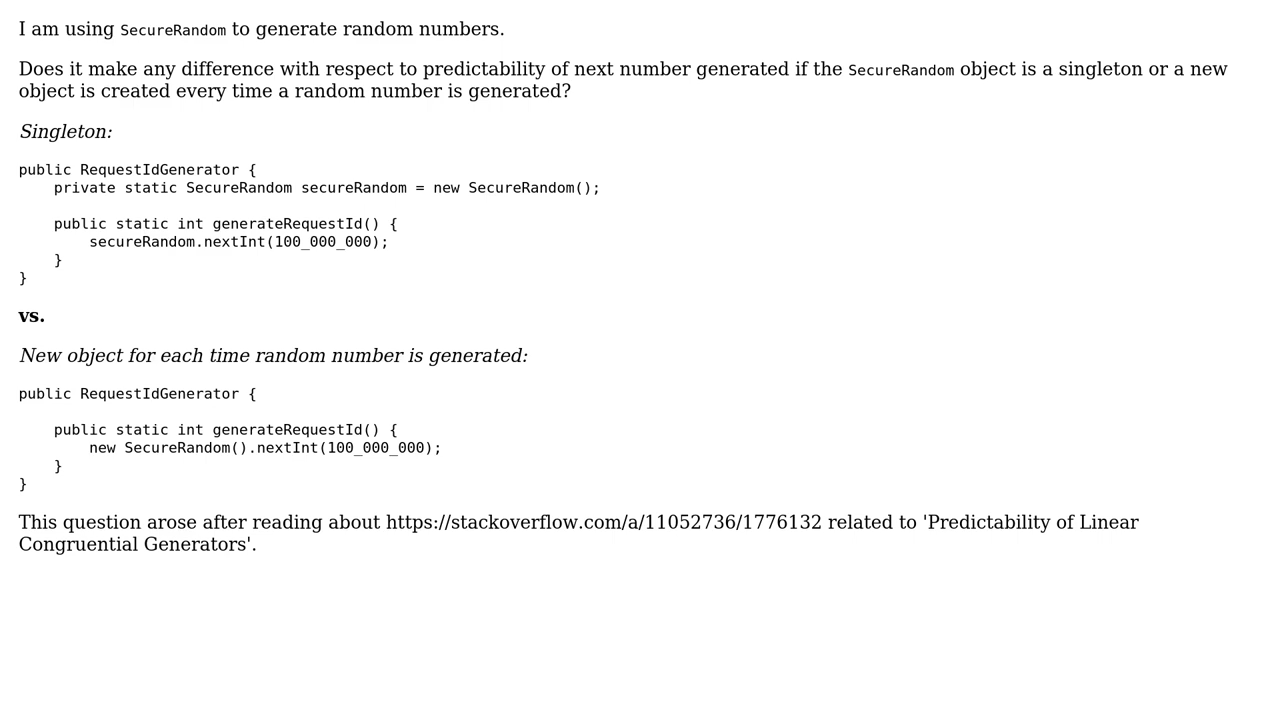 I am using SecureRandom to generate random numbers.
Does it make any difference with respect to predictability of next number generated if the SecureRandom object is a singleton or a new
object is created every time a random number is generated?
Singleton:
public RequestIdGenerator {
    private static SecureRandom secureRandom = new SecureRandom();
    public static int generateRequestId() {
        secureRandom.nextInt(100_000_000);
    }
}
vs.
New object for each time random number is generated:
public RequestIdGenerator {
    public static int generateRequestId() {
        new SecureRandom().nextInt(100_000_000);
    }
}
This question arose after reading about https://stackoverflow.com/a/11052736/1776132 related to 'Predictability of Linear
Congruential Generators'.